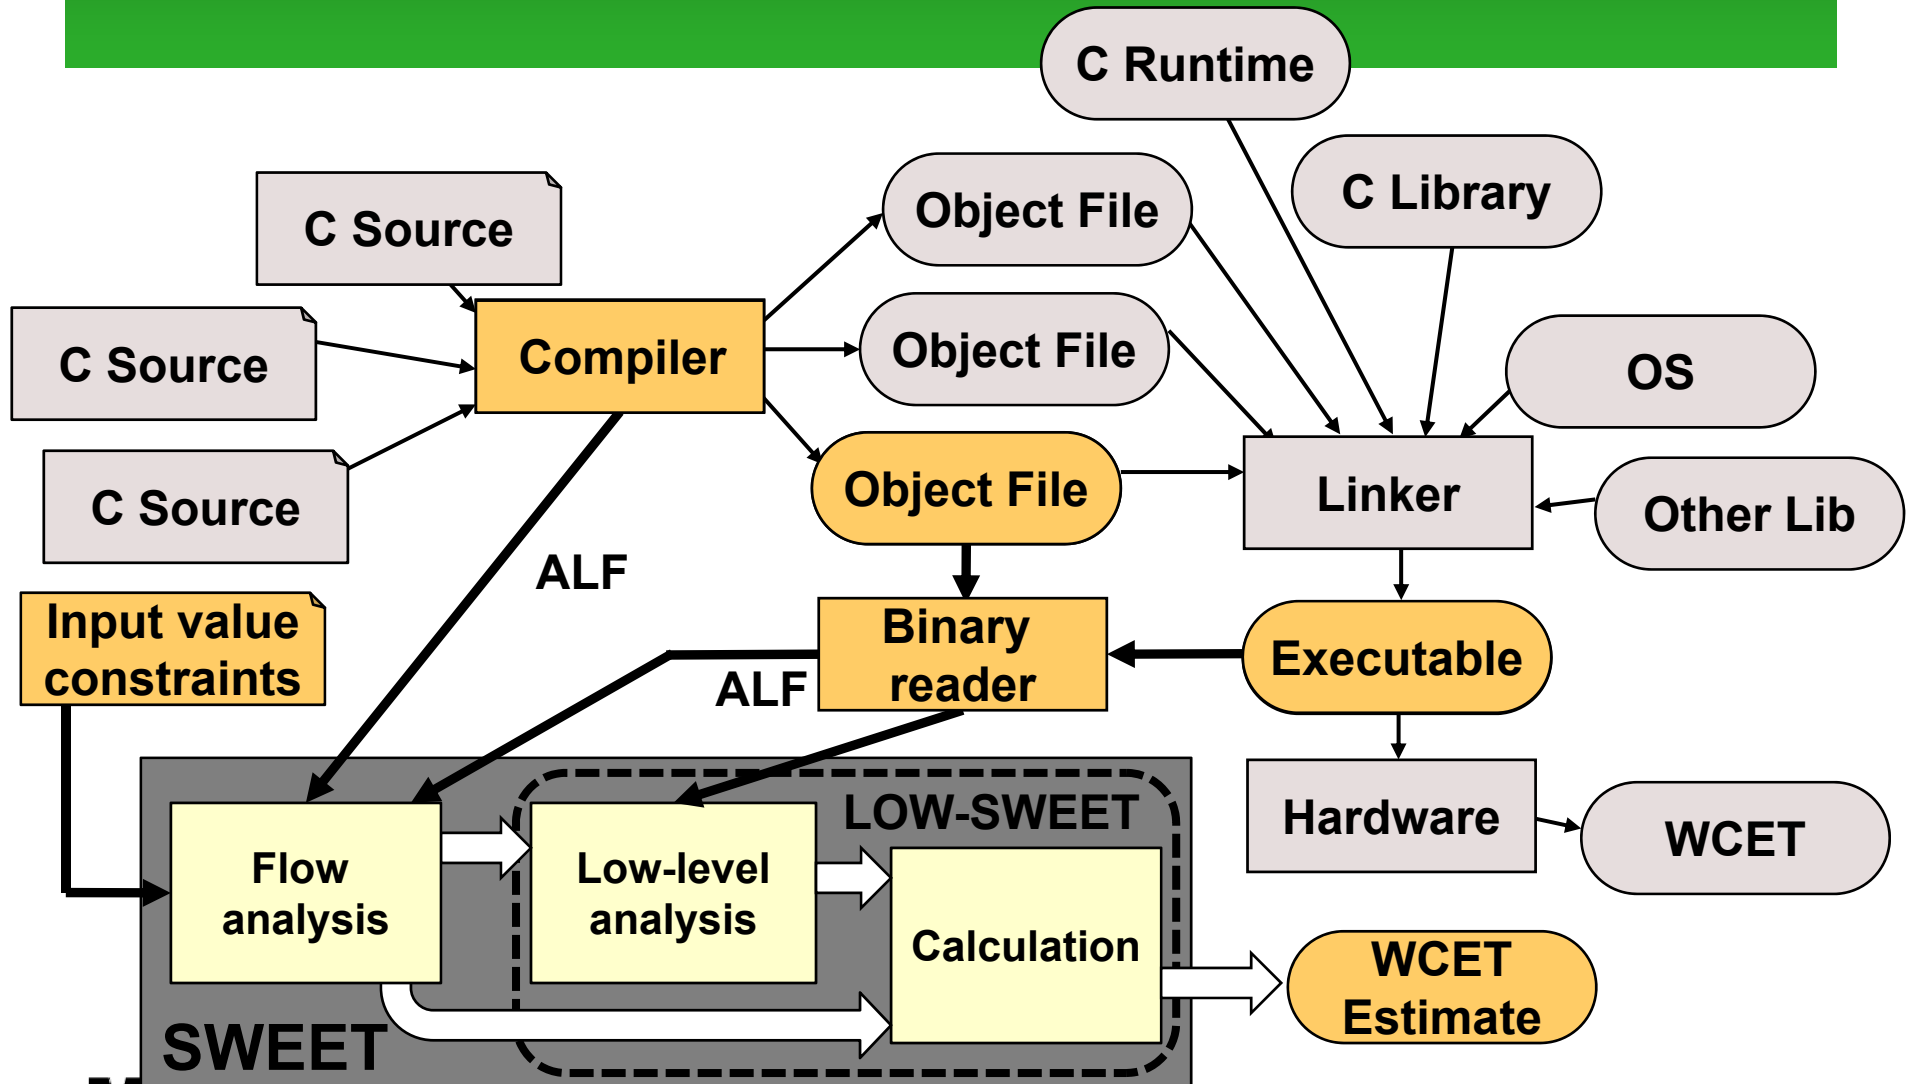 C Runtime
C Library
Object File
C Source
Object File
Compiler
C Source
OS
Object File
Linker
C Source
Other Lib
ALF
Input value
constraints
Binary
reader
Executable
ALF
LOW-SWEET
Hardware
WCET
Flow
analysis
Low-level
analysis
Calculation
WCET
Estimate
SWEET